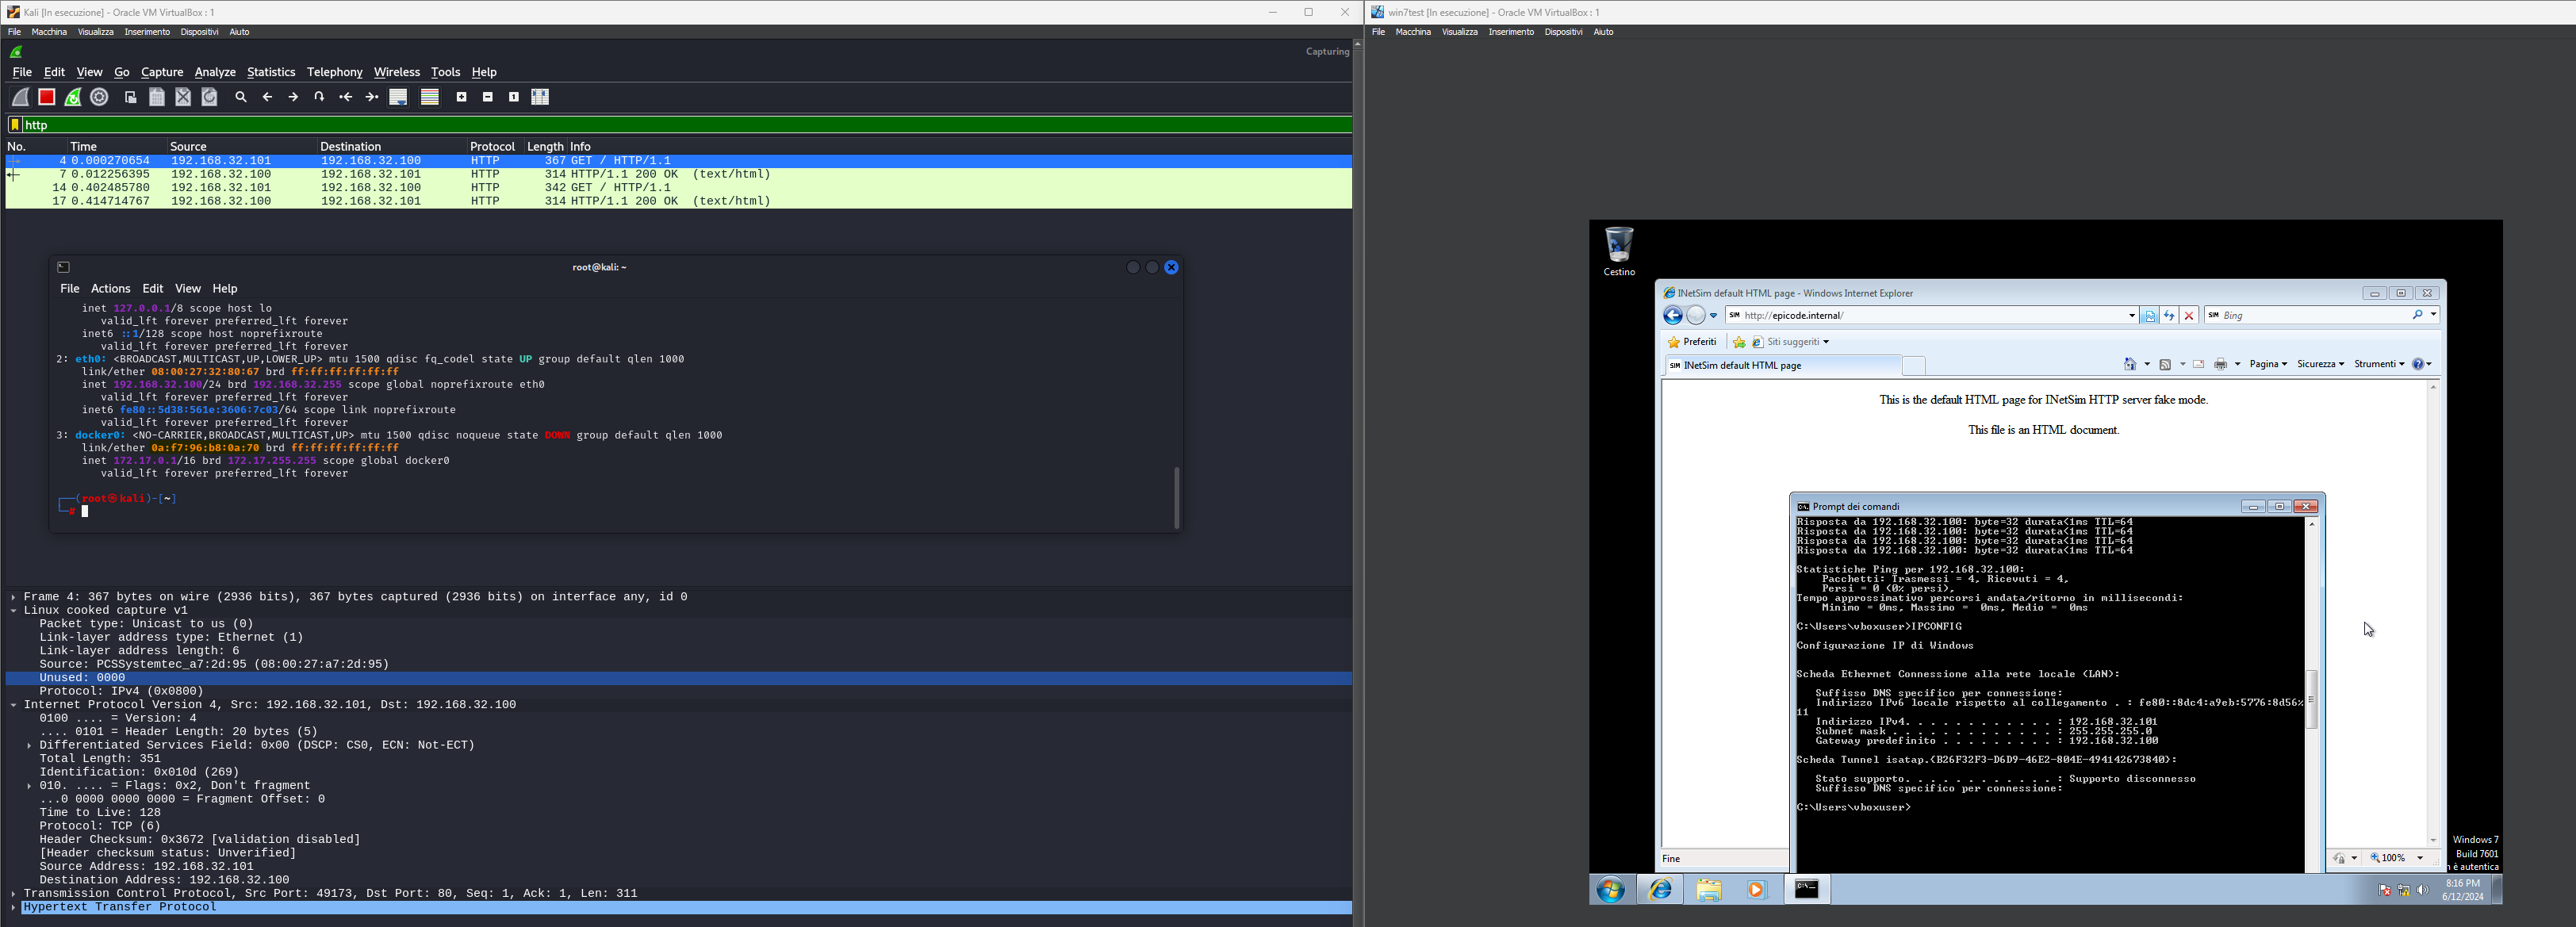 Kali [In esecuzione] - Oracle VM VirtualBox : 1
File Macchina Visualizza Inserimento Dispositivi Aiuto
Capturing
File Edit View Go Capture Analyze Statistics Telephony Wireless Tools Help
http
No. Time Source Destination Protocol Length Info
4 0.000270654 192.168.32.101 192.168.32.100 HTTP 367 GET / HTTP/1.1
7 0.012256395 192.168.32.100 192.168.32.101 HTTP 314 HTTP/1.1 200 OK (text/html)
14 0.402485780 192.168.32.101 192.168.32.100 HTTP 342 GET / HTTP/1.1
17 0.414714767 192.168.32.100 192.168.32.101 HTTP 314 HTTP/1.1 200 OK (text/html)
root@kali: ~
File Actions Edit View Help
inet 127.0.0.1/8 scope host lo
valid_lft forever preferred_lft forever
inet6 ::1/128 scope host noprefixroute
valid_lft forever preferred_lft forever
2: eth0: <BROADCAST,MULTICAST,UP,LOWER_UP> mtu 1500 qdisc fq_codel state UP group default qlen 1000
link/ether 08:00:27:32:80:67 brd ff:ff:ff:ff:ff:ff
inet 192.168.32.100/24 brd 192.168.32.255 scope global noprefixroute eth0
valid_lft forever preferred_lft forever
inet6 fe80::5d38:561e:3606:7c03/64 scope link noprefixroute
valid_lft forever preferred_lft forever
3: docker0: <NO-CARRIER,BROADCAST,MULTICAST,UP> mtu 1500 qdisc noqueue state DOWN group default qlen 1000
link/ether 0a:f7:96:b8:0a:70 brd ff:ff:ff:ff:ff:ff
inet 172.17.0.1/16 brd 172.17.255.255 scope global docker0
valid_lft forever preferred_lft forever
(root㉿kali)-[~]
#
Frame 4: 367 bytes on wire (2936 bits), 367 bytes captured (2936 bits) on interface any, id 0
Linux cooked capture v1
Packet type: Unicast to us (0)
Link-layer address type: Ethernet (1)
Link-layer address length: 6
Source: PCSSystemtec_a7:2d:95 (08:00:27:a7:2d:95)
Unused: 0000
Protocol: IPv4 (0x0800)
Internet Protocol Version 4, Src: 192.168.32.101, Dst: 192.168.32.100
0100 .... = Version: 4
.... 0101 = Header Length: 20 bytes (5)
Differentiated Services Field: 0x00 (DSCP: CS0, ECN: Not-ECT)
Total Length: 351
Identification: 0x010d (269)
010. .... = Flags: 0x2, Don't fragment
...0 0000 0000 0000 = Fragment Offset: 0
Time to Live: 128
Protocol: TCP (6)
Header Checksum: 0x3672 [validation disabled]
[Header checksum status: Unverified]
Source Address: 192.168.32.101
Destination Address: 192.168.32.100
Transmission Control Protocol, Src Port: 49173, Dst Port: 80, Seq: 1, Ack: 1, Len: 311
Hypertext Transfer Protocol
win7test [In esecuzione] - Oracle VM VirtualBox : 1
File Macchina Visualizza Inserimento Dispositivi Aiuto
Cestino
INetSim default HTML page - Windows Internet Explorer
SIM http://epicode.internal/
SIM Bing
Preferiti Siti suggeriti
SIM INetSim default HTML page
Pagina Sicurezza Strumenti
This is the default HTML page for INetSim HTTP server fake mode.
This file is an HTML document.
Prompt dei comandi
Risposta da 192.168.32.100: byte=32 durata<1ms TTL=64
Risposta da 192.168.32.100: byte=32 durata<1ms TTL=64
Risposta da 192.168.32.100: byte=32 durata<1ms TTL=64
Risposta da 192.168.32.100: byte=32 durata<1ms TTL=64
Statistiche Ping per 192.168.32.100:
Pacchetti: Trasmessi = 4, Ricevuti = 4,
Persi = 0 (0% persi),
Tempo approssimativo percorsi andata/ritorno in millisecondi:
Minimo = 0ms, Massimo = 0ms, Medio = 0ms
C:\Users\vboxuser>IPCONFIG
Configurazione IP di Windows
Scheda Ethernet Connessione alla rete locale (LAN):
Suffisso DNS specifico per connessione:
Indirizzo IPv6 locale rispetto al collegamento . : fe80::8dc4:a9eb:5776:8d56%
11
Indirizzo IPv4. . . . . . . . . . . . : 192.168.32.101
Subnet mask . . . . . . . . . . . . . : 255.255.255.0
Gateway predefinito . . . . . . . . . : 192.168.32.100
Scheda Tunnel isatap.{B26F32F3-D6D9-46E2-804E-494142673840}:
Stato supporto. . . . . . . . . . . . : Supporto disconnesso
Suffisso DNS specifico per connessione:
C:\Users\vboxuser>
Fine
100%
Windows 7
Build 7601
è autentica
8:16 PM
6/12/2024